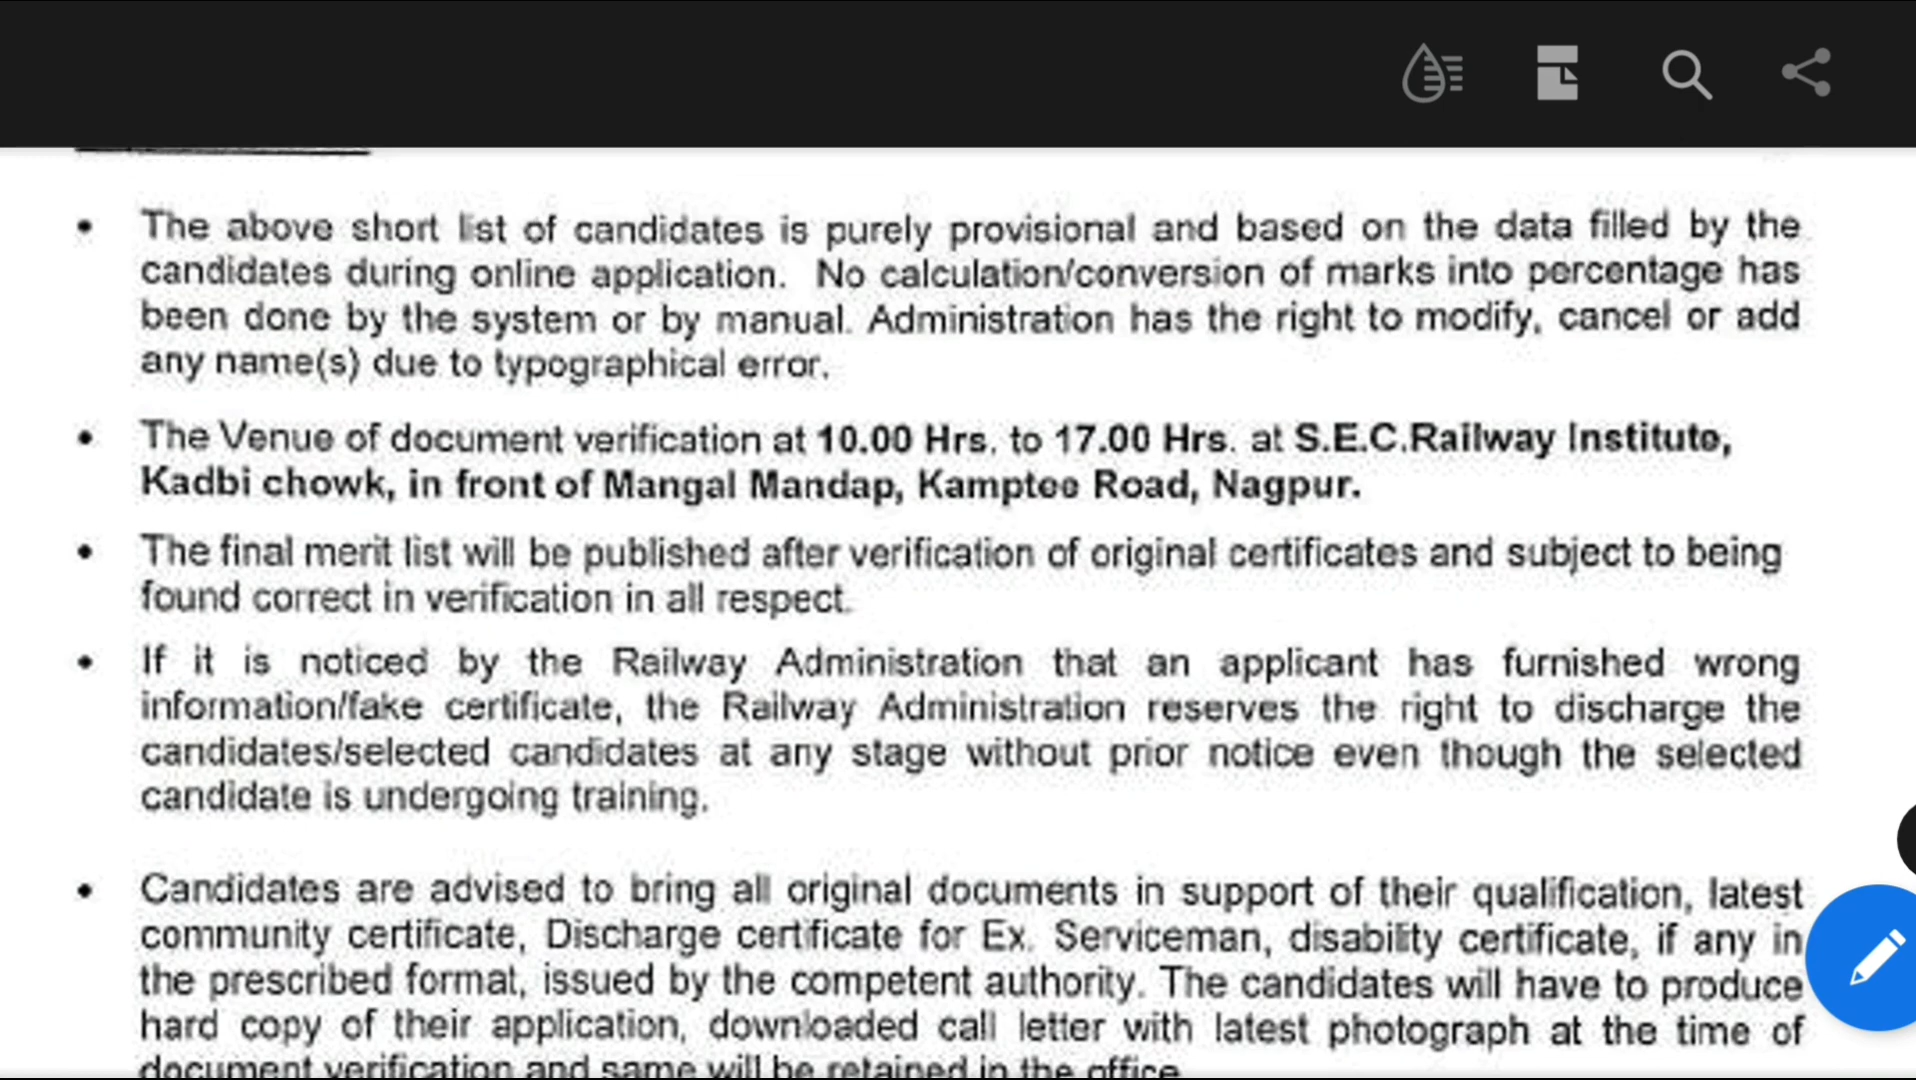 • The above short list of candidates is purely provisional and based on the data filled by the
candidates during online application. No calculation/conversion of marks into percentage has
been done by the system or by manual. Administration has the right to modify, cancel or add
any name(s) due to typographical error.
• The Venue of document verification at 10.00 Hrs. to 17.00 Hrs. at S.E.C.Railway Institute,
Kadbi chowk, in front of Mangal Mandap, Kamptee Road, Nagpur.
• The final merit list will be published after verification of original certificates and subject to being
found correct in verification in all respect.
• If it is noticed by the Railway Administration that an applicant has furnished wrong
information/fake certificate, the Railway Administration reserves the right to discharge the
candidates/selected candidates at any stage without prior notice even though the selected
candidate is undergoing training.
• Candidates are advised to bring all original documents in support of their qualification, latest
community certificate, Discharge certificate for Ex. Serviceman, disability certificate, if any in
the prescribed format, issued by the competent authority. The candidates will have to produce
hard copy of their application, downloaded call letter with latest photograph at the time of
document verification and same will be retained in the office.